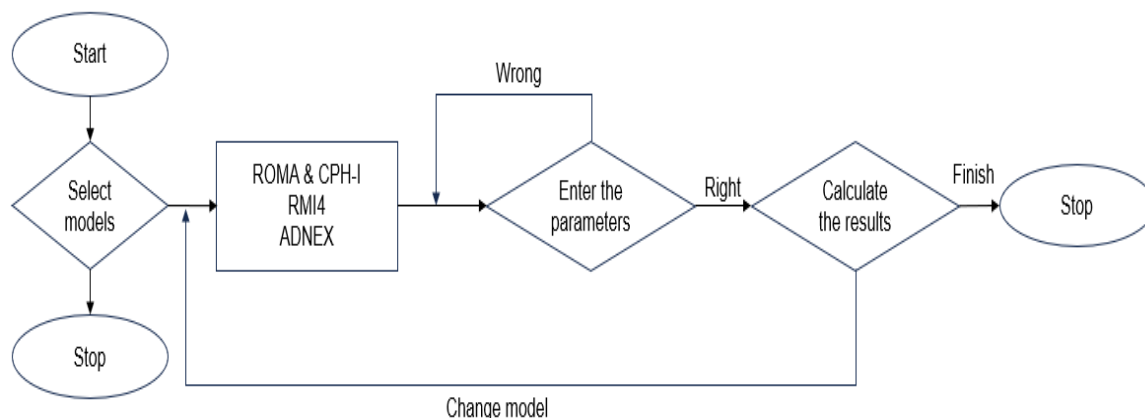 Start
Select
models
Stop
ROMA & CPH-I
RMI4
ADNEX
Wrong
Enter the
parameters
Right
Calculate
the results
Finish
Stop
Change model